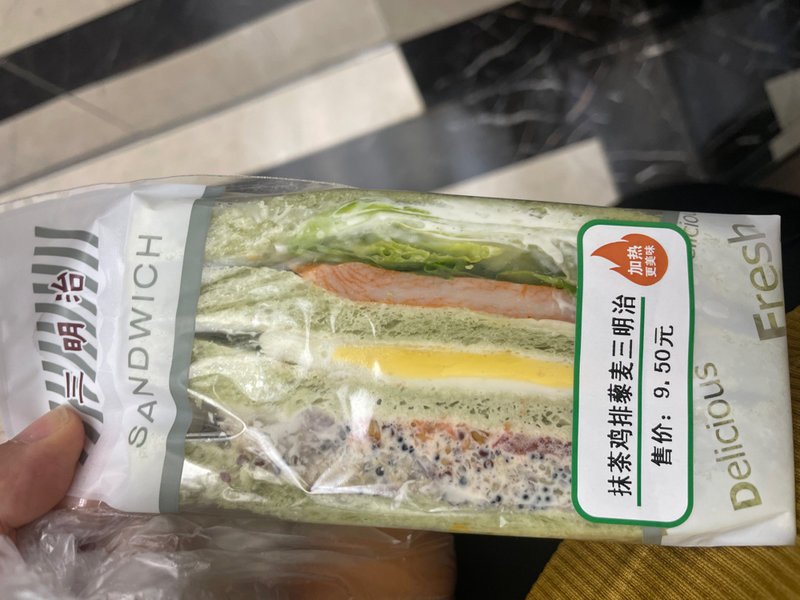 三明治
SANDWICH
加热
更美味
抹茶鸡排藜麦三明治
售价：9.50元
Delicious
Fresh